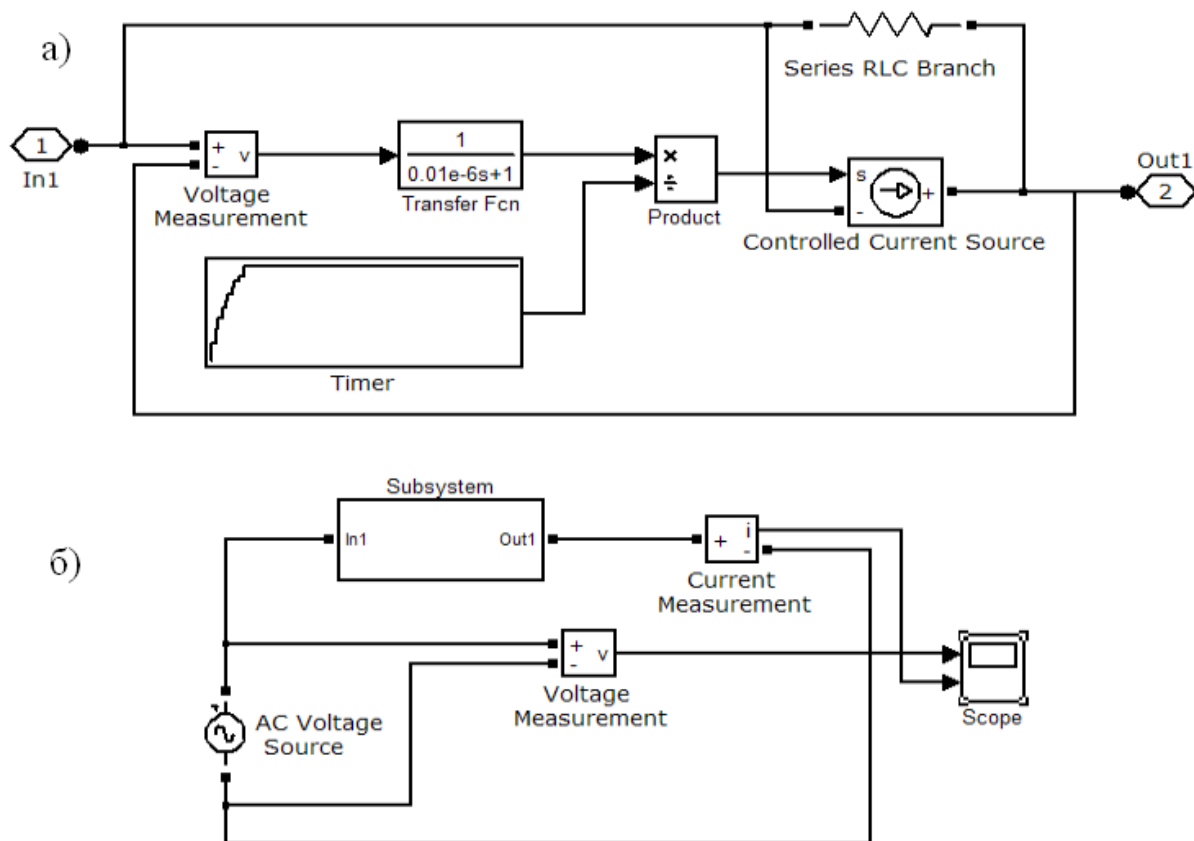 а)
Series RLC Branch
1
In1
+
-
v
Voltage
Measurement
1
0.01e-6s+1
Transfer Fcn
×
÷
Product
s
-
+
Controlled Current Source
Out1
2
Timer
б)
Subsystem
In1
Out1
+
i
-
Current
Measurement
+
-
v
Voltage
Measurement
AC Voltage
Source
Scope